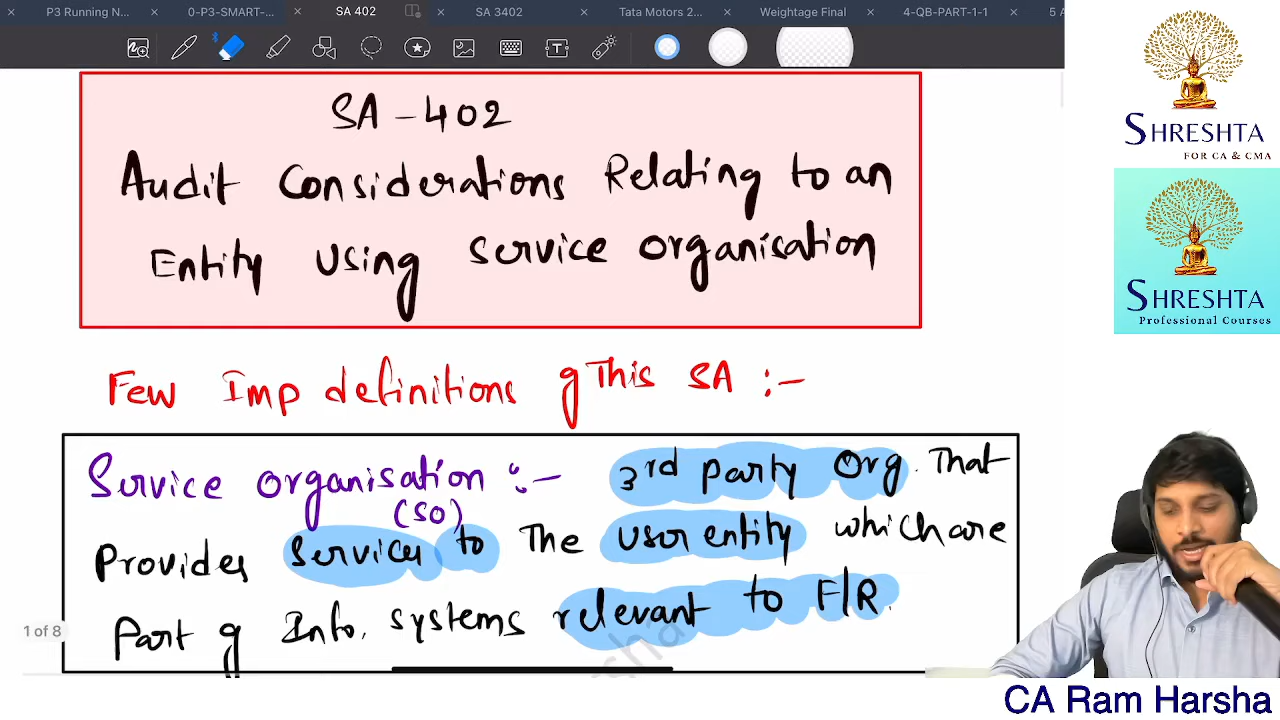 P3 Running N...
0-P3-SMART-...
SA 402
SA 3402
Tata Motors 2...
Weightage Final
4-QB-PART-1-1
5 A
SA - 402
Audit Considerations Relating to an
Entity using service organisation
Few Imp definitions of This SA :-
Service organisation :- 3rd party Org. That
(SO)
Provides services to The user entity which are
Part of Info. systems relevant to F/R.
1 of 8
SHRESHTA
FOR CA & CMA
SHRESHTA
Professional Courses
CA Ram Harsha